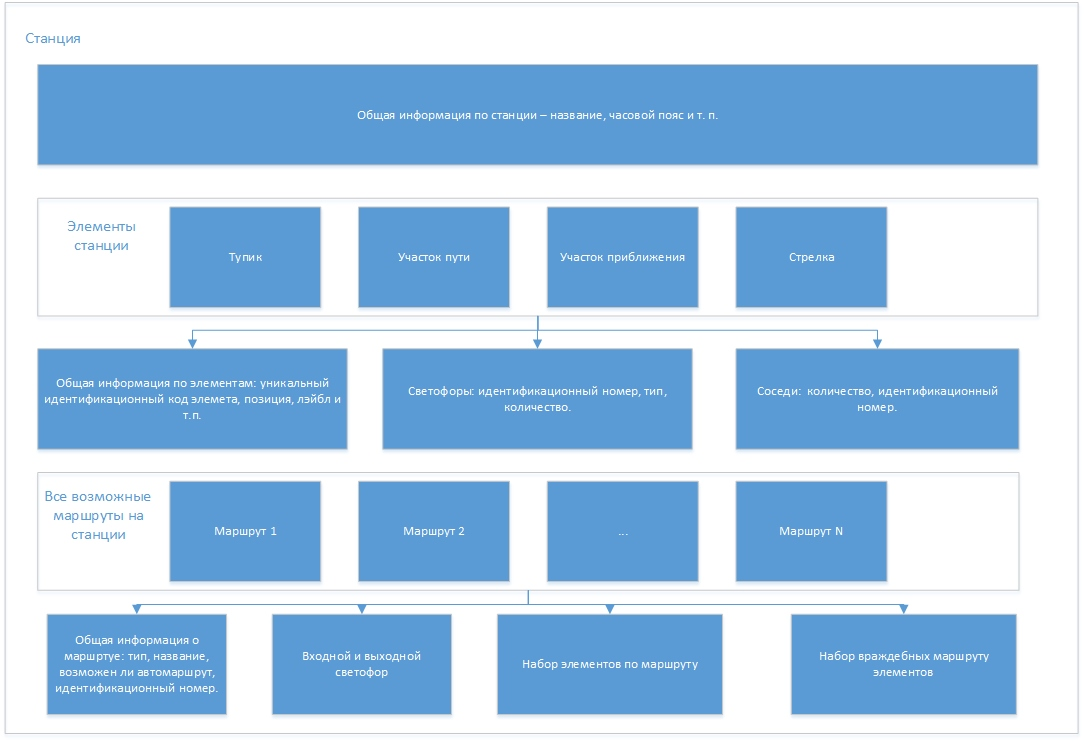 Станция
Общая информация по станции – название, часовой пояс и т. п.
Элементы
станции
Тупик
Участок пути
Участок приближения
Стрелка
Общая информация по элементам: уникальный
идентификационный код элемета, позиция, лэйбл и
т.п.
Светофоры: идентификационный номер, тип,
количество.
Соседи: количество, идентификационный
номер.
Все возможные
маршруты на
станции
Маршрут 1
Маршрут 2
...
Маршрут N
Общая информация о
маршртуе: тип, название,
возможен ли автомаршрут,
идентификационный номер.
Входной и выходной
светофор
Набор элементов по маршруту
Набор враждебных маршруту
элементов